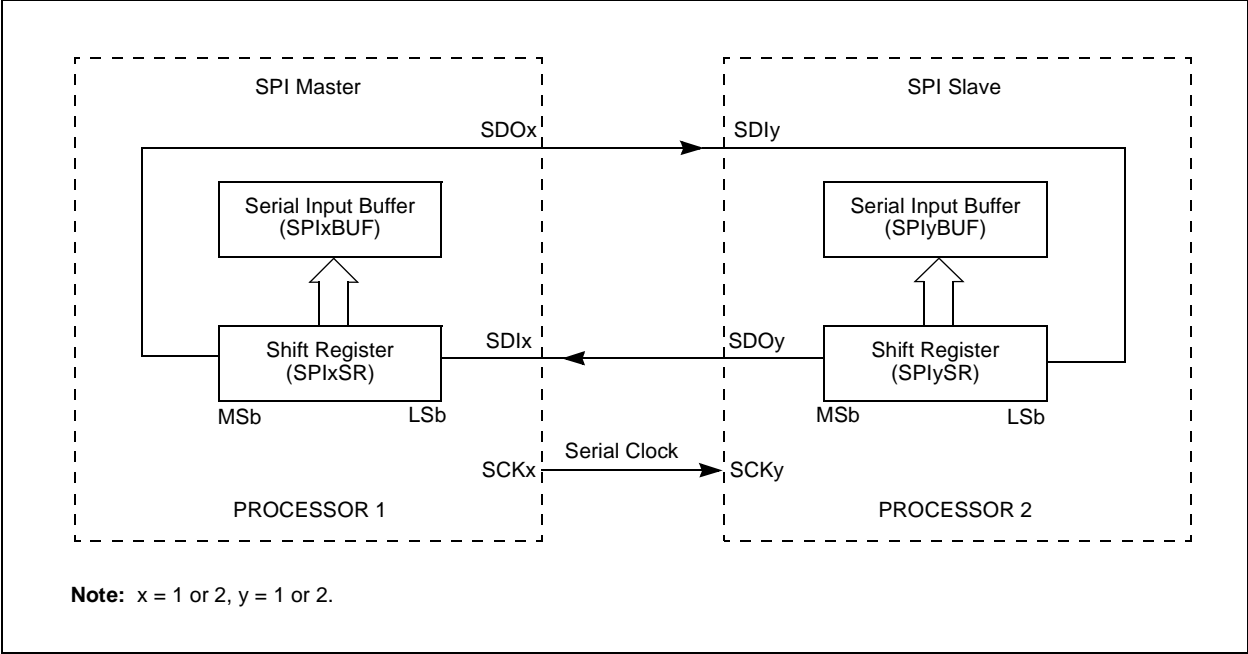 SPI Master
SPI Slave
SDOx
SDIy
Serial Input Buffer
(SPIxBUF)
Serial Input Buffer
(SPIyBUF)
SDIx
SDOy
Shift Register
(SPIxSR)
Shift Register
(SPIySR)
MSb
LSb
MSb
LSb
Serial Clock
SCKx
SCKy
PROCESSOR 1
PROCESSOR 2
Note: x = 1 or 2, y = 1 or 2.